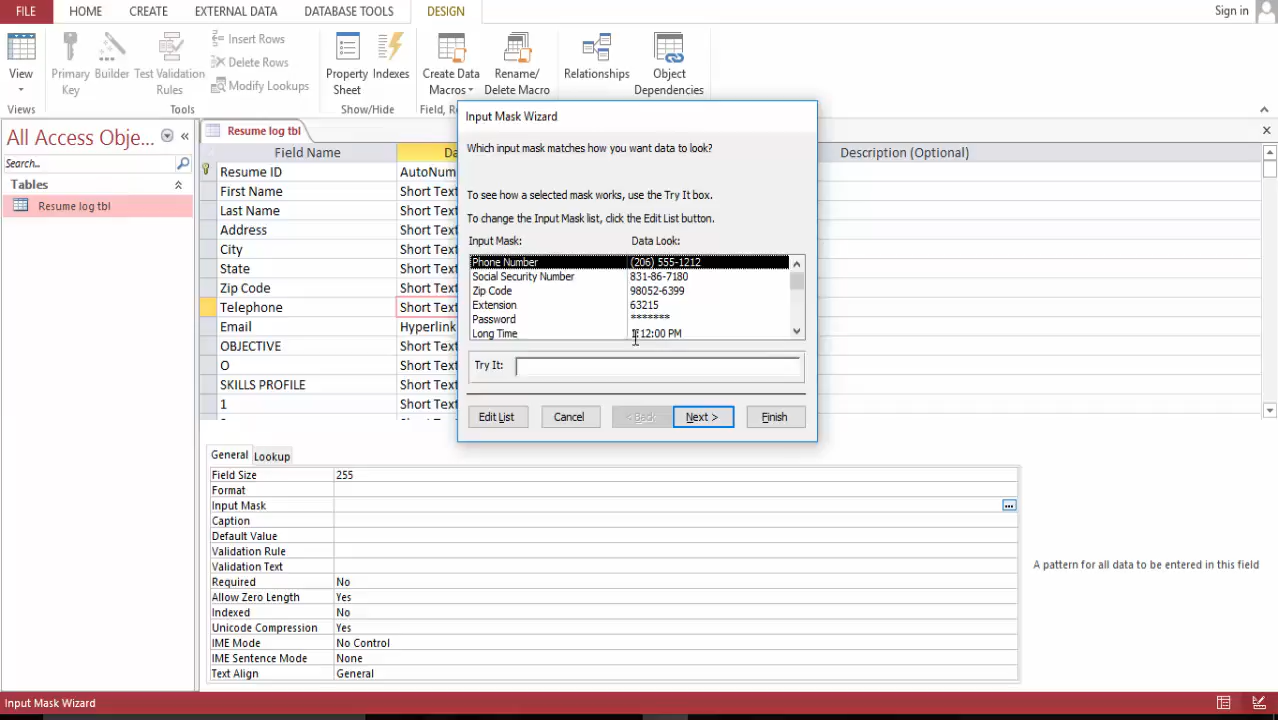 FILE HOME CREATE EXTERNAL DATA DATABASE TOOLS DESIGN Sign in
View
Views
Primary Key
Builder
Test Validation Rules
Insert Rows
Delete Rows
Modify Lookups
Tools
Property Sheet
Indexes
Show/Hide
Create Data Macros
Rename/ Delete Macro
Field, R
Relationships
Object Dependencies
All Access Obje...
Search...
Tables
Resume log tbl
Resume log tbl
Field Name Da Description (Optional)
Resume ID AutoNum
First Name Short Text
Last Name Short Text
Address Short Text
City Short Text
State Short Text
Zip Code Short Text
Telephone Short Text
Email Hyperlink
OBJECTIVE Short Text
O Short Text
SKILLS PROFILE Short Text
1 Short Text
Input Mask Wizard
Which input mask matches how you want data to look?
To see how a selected mask works, use the Try It box.
To change the Input Mask list, click the Edit List button.
Input Mask: Data Look:
Phone Number (206) 555-1212
Social Security Number 831-86-7180
Zip Code 98052-6399
Extension 63215
Password *******
Long Time 12:00 PM
Try It:
Edit List Cancel < Back Next > Finish
General Lookup
Field Size 255
Format
Input Mask
Caption
Default Value
Validation Rule
Validation Text
Required No
Allow Zero Length Yes
Indexed No
Unicode Compression Yes
IME Mode No Control
IME Sentence Mode None
Text Align General
A pattern for all data to be entered in this field
Input Mask Wizard